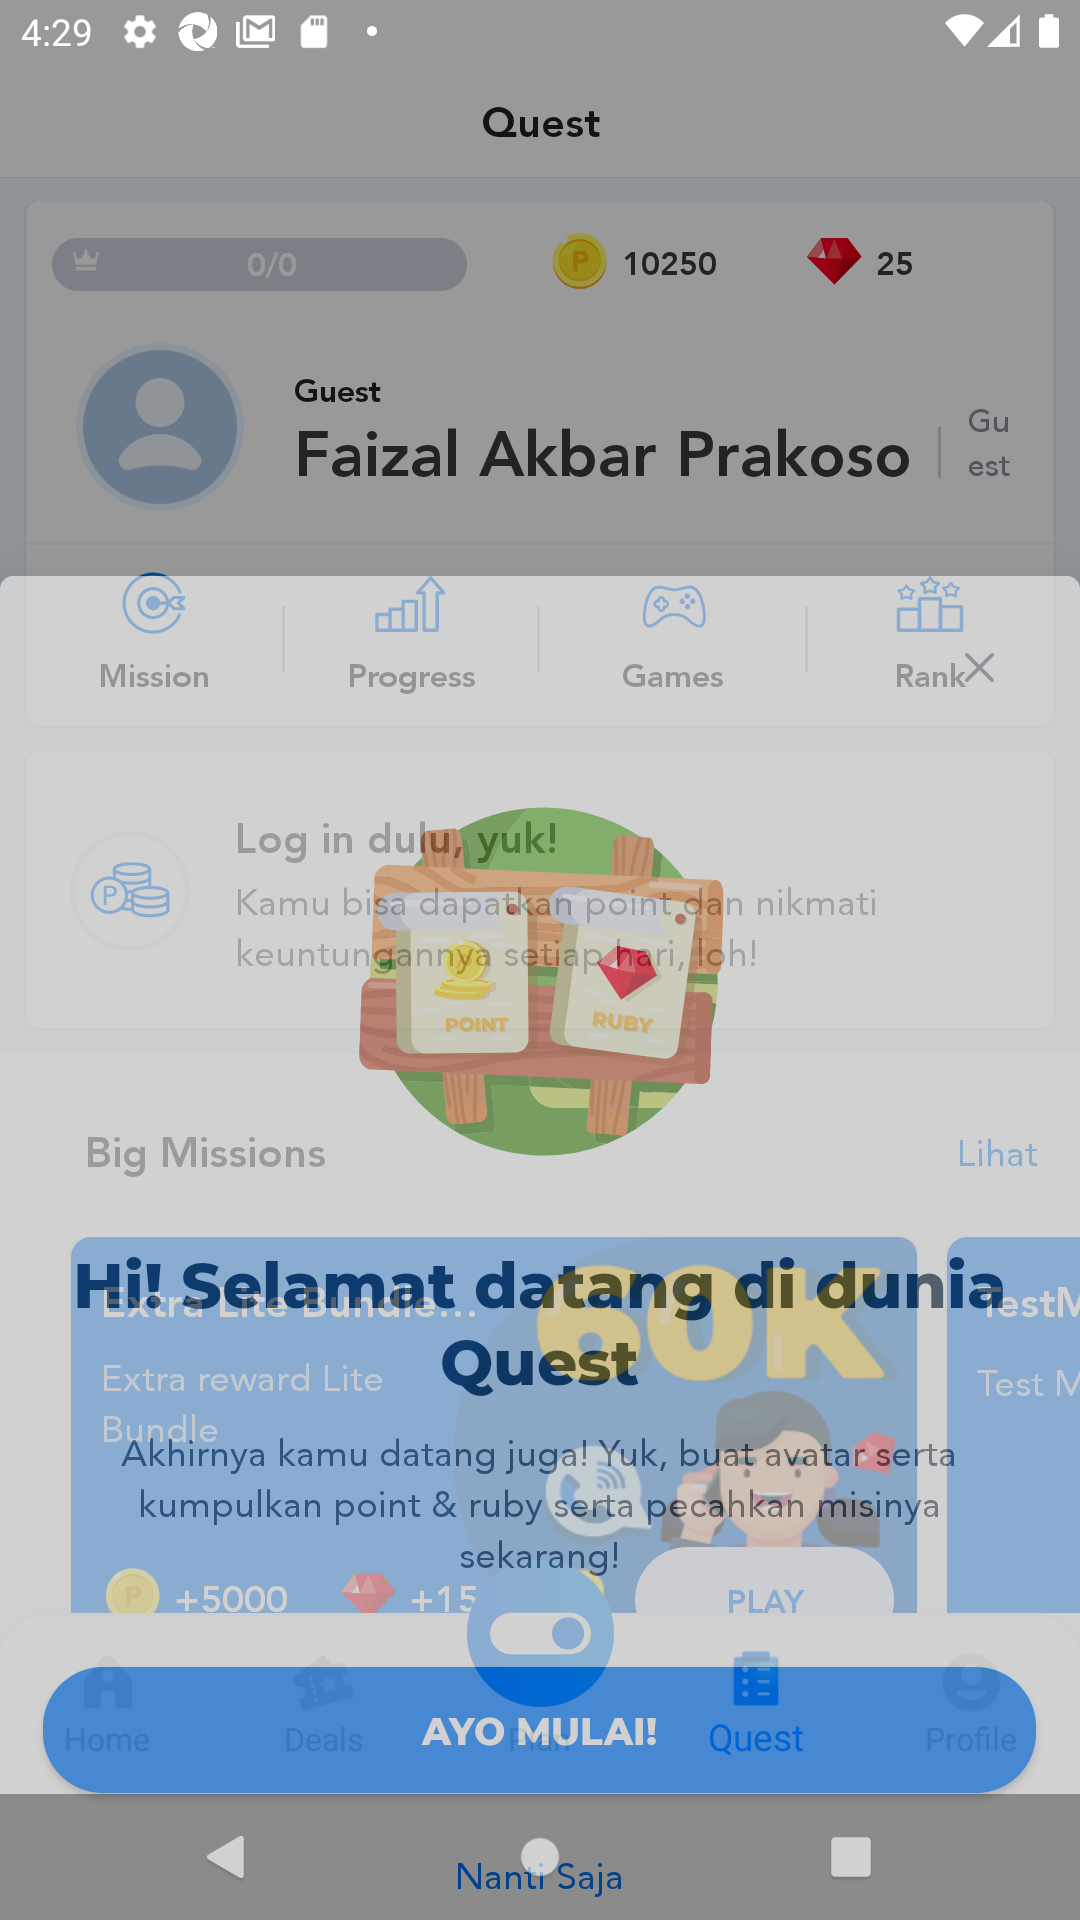 4:29
Quest
0/0
10250
25
Guest
Faizal Akbar Prakoso
Gu
est
Mission
Progress
Games
Rank
Log in dulu, yuk!
Kamu bisa dapatkan point dan nikmati
keuntungannya setiap hari, loh!
P
POINT
RUBY
Big Missions
Lihat
Hi! Selamat datang di dunia
Quest
Extra Lite Bundle...
60K
TestM
Extra reward Lite
Bundle
Test M
Akhirnya kamu datang juga! Yuk, buat avatar serta
kumpulkan point & ruby serta pecahkan misinya
sekarang!
+5000
+15
PLAY
AYO MULAI!
Home
Deals
Plan
Quest
Profile
Nanti Saja